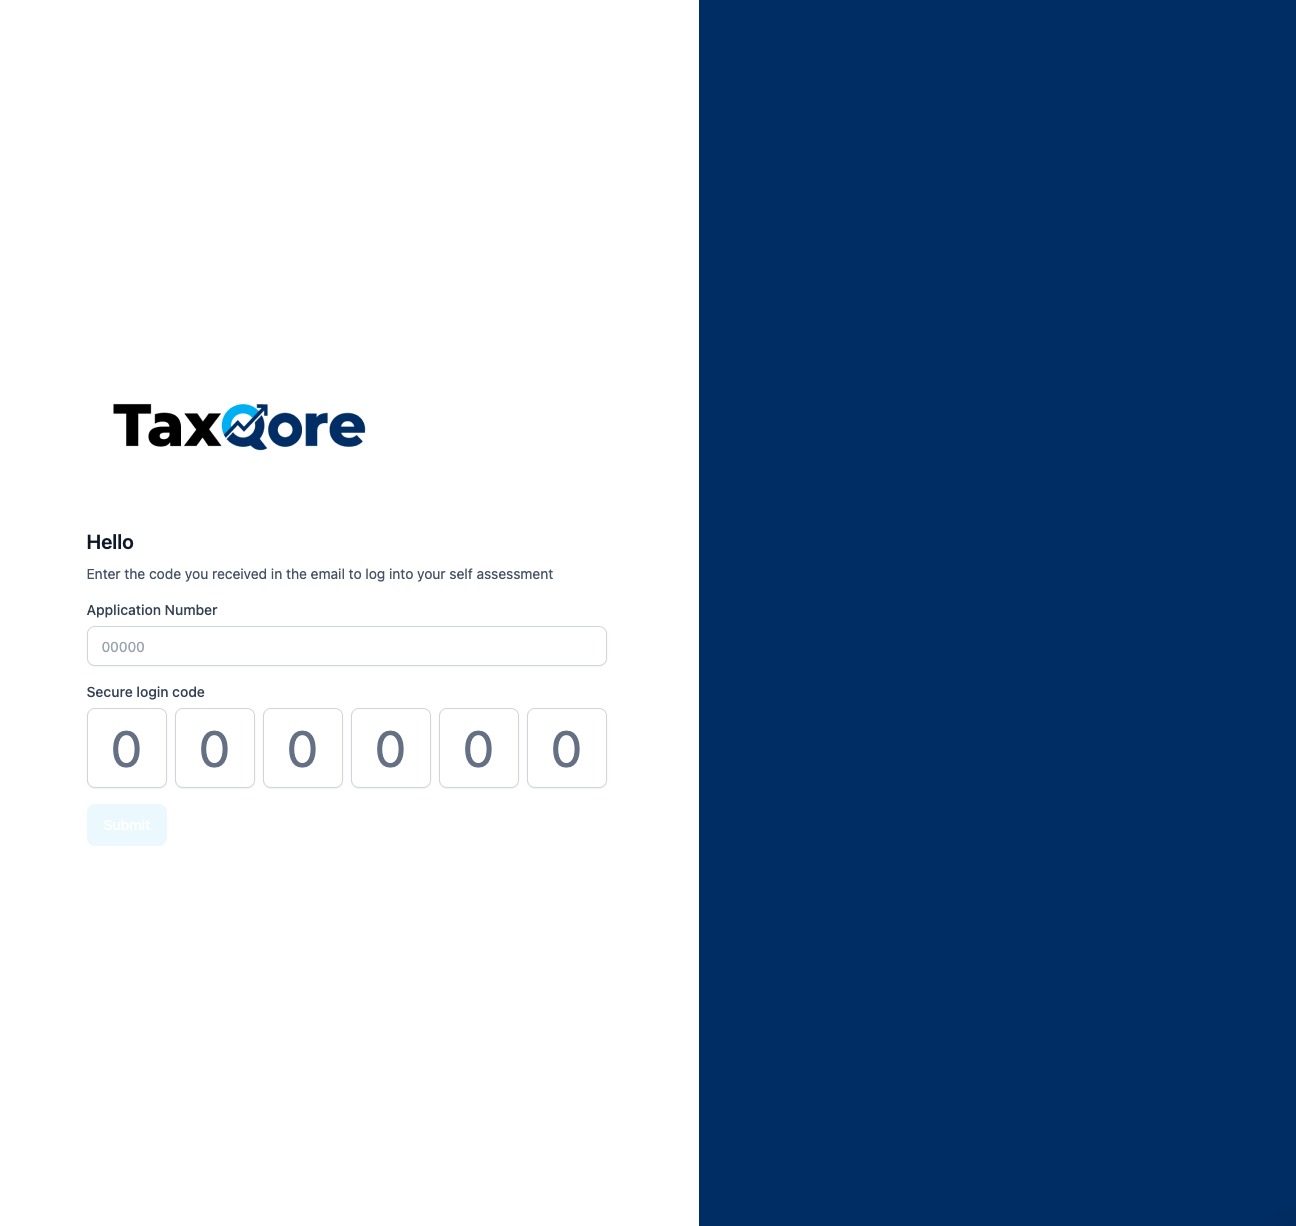 TaxQore
Hello
Enter the code you received in the email to log into your self assessment
Application Number
00000
Secure login code
0 0 0 0 0 0
Submit